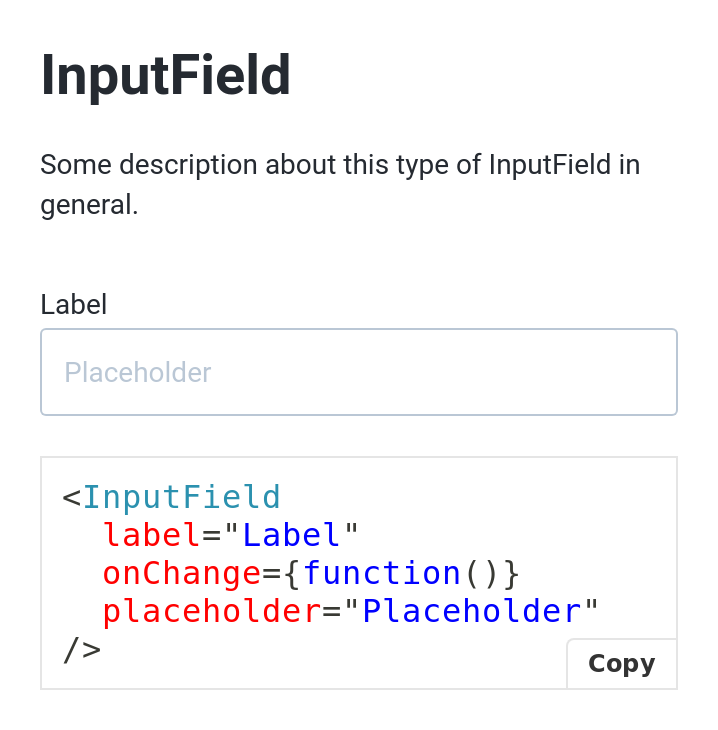 InputField
Some description about this type of InputField in
general.
Label
Placeholder
<InputField
  label="Label"
  onChange={function()}
  placeholder="Placeholder"
/>
Copy